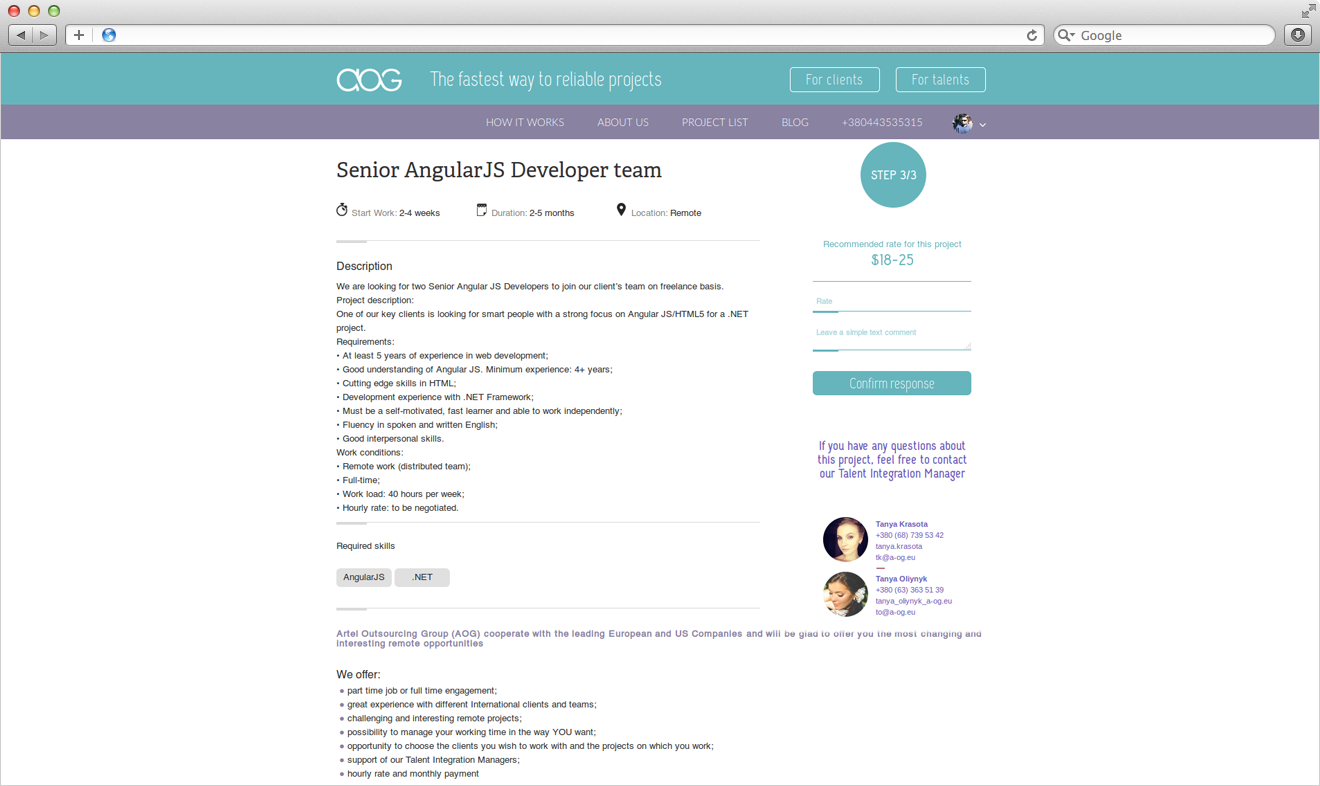 Google
aog
The fastest way to reliable projects
For clients
For talents
HOW IT WORKS
ABOUT US
PROJECT LIST
BLOG
+380443535315
Senior AngularJS Developer team
Start Work: 2-4 weeks
Duration: 2-5 months
Location: Remote
Description
We are looking for two Senior Angular JS Developers to join our client's team on freelance basis.
Project description:
One of our key clients is looking for smart people with a strong focus on Angular JS/HTML5 for a .NET
project.
Requirements:
• At least 5 years of experience in web development;
• Good understanding of Angular JS. Minimum experience: 4+ years;
• Cutting edge skills in HTML;
• Development experience with .NET Framework;
• Must be a self-motivated, fast learner and able to work independently;
• Fluency in spoken and written English;
• Good interpersonal skills.
Work conditions:
• Remote work (distributed team);
• Full-time;
• Work load: 40 hours per week;
• Hourly rate: to be negotiated.
Required skills
AngularJS
.NET
STEP 3/3
Recommended rate for this project
$18-25
Rate
Leave a simple text comment
Confirm response
If you have any questions about
this project, feel free to contact
our Talent Integration Manager
Tanya Krasota
+380 (68) 739 53 42
tanya.krasota
tk@a-og.eu
Tanya Oliynyk
+380 (63) 363 51 39
tanya_oliynyk_a-og.eu
to@a-og.eu
Artel Outsourcing Group (AOG) cooperate with the leading European and US Companies and will be glad to offer you the most changing and
interesting remote opportunities
We offer:
• part time job or full time engagement;
• great experience with different International clients and teams;
• challenging and interesting remote projects;
• possibility to manage your working time in the way YOU want;
• opportunity to choose the clients you wish to work with and the projects on which you work;
• support of our Talent Integration Managers;
• hourly rate and monthly payment